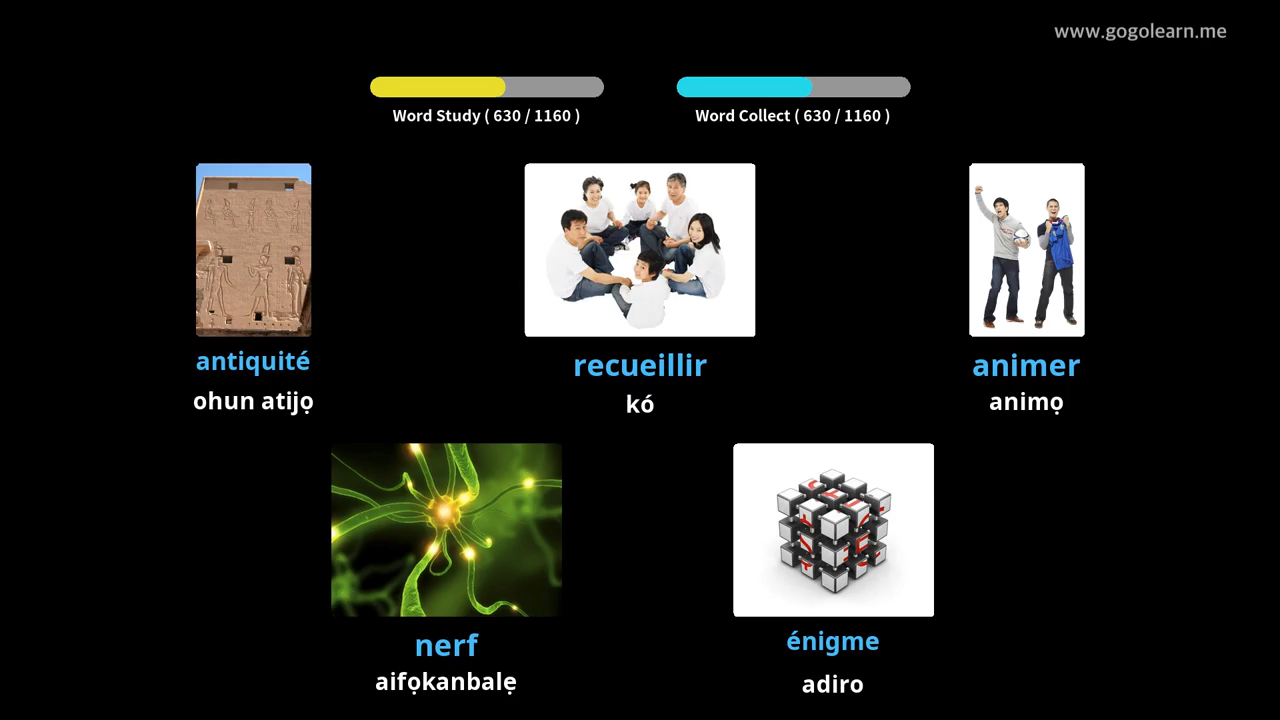 www.gogolearn.me
Word Study ( 630 / 1160 )
Word Collect ( 630 / 1160 )
antiquité
ohun atijọ
recueillir
kó
animer
animọ
nerf
aifọkanbalẹ
énigme
adiro